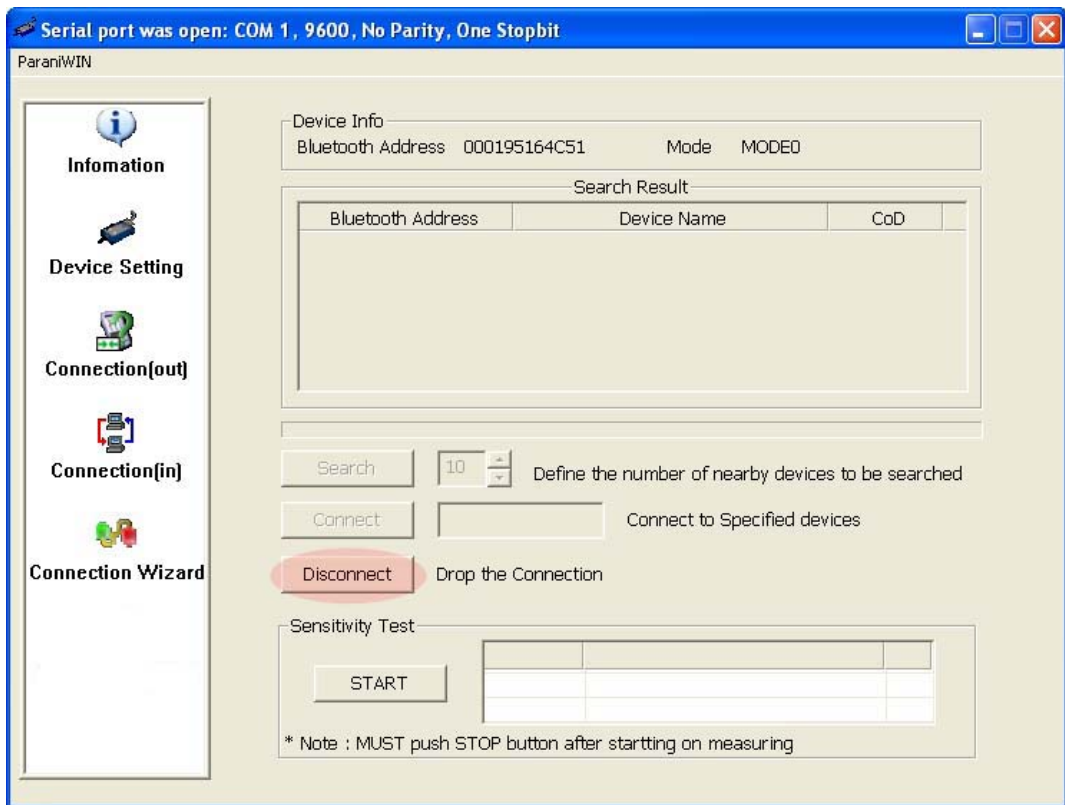 Serial port was open: COM 1, 9600, No Parity, One Stopbit
ParaniWIN
Infomation
Device Setting
Connection(out)
Connection(in)
Connection Wizard
Device Info
Bluetooth Address 000195164C51 Mode MODE0
Search Result
Bluetooth Address Device Name CoD
Search 10 Define the number of nearby devices to be searched
Connect Connect to Specified devices
Disconnect Drop the Connection
Sensitivity Test
START
* Note : MUST push STOP button after startting on measuring